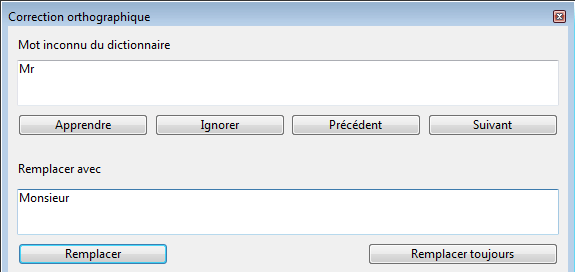 Correction orthographique
Mot inconnu du dictionnaire
Mr
Apprendre Ignorer Précédent Suivant
Remplacer avec
Monsieur
Remplacer Remplacer toujours